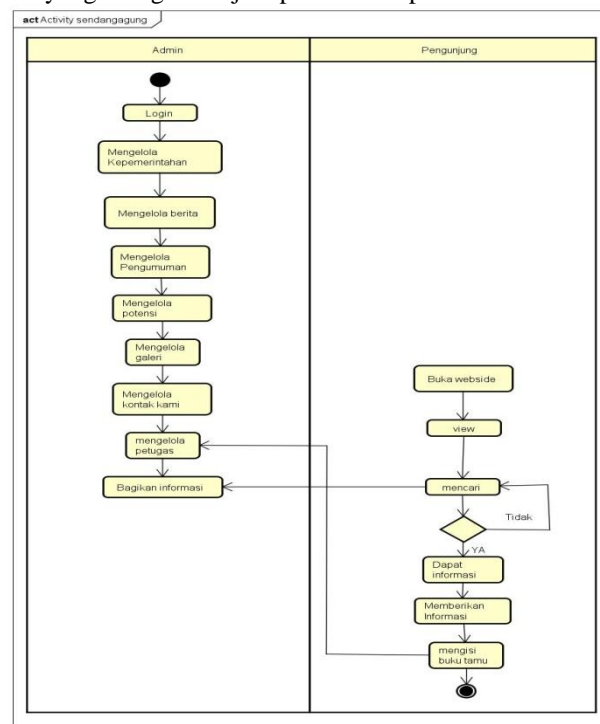 act Activity sendangagung
Admin
Pengunjung
Login
Mengelola
Kepemerintahan
Mengelola berita
Mengelola
Pengumuman
Mengelola
potensi
Mengelola
galeri
Mengelola
kontak kami
mengelola
petugas
Bagikan informasi
Buka webside
view
mencari
Tidak
YA
Dapat
informasi
Memberikan
Informasi
mengisi
buku tamu